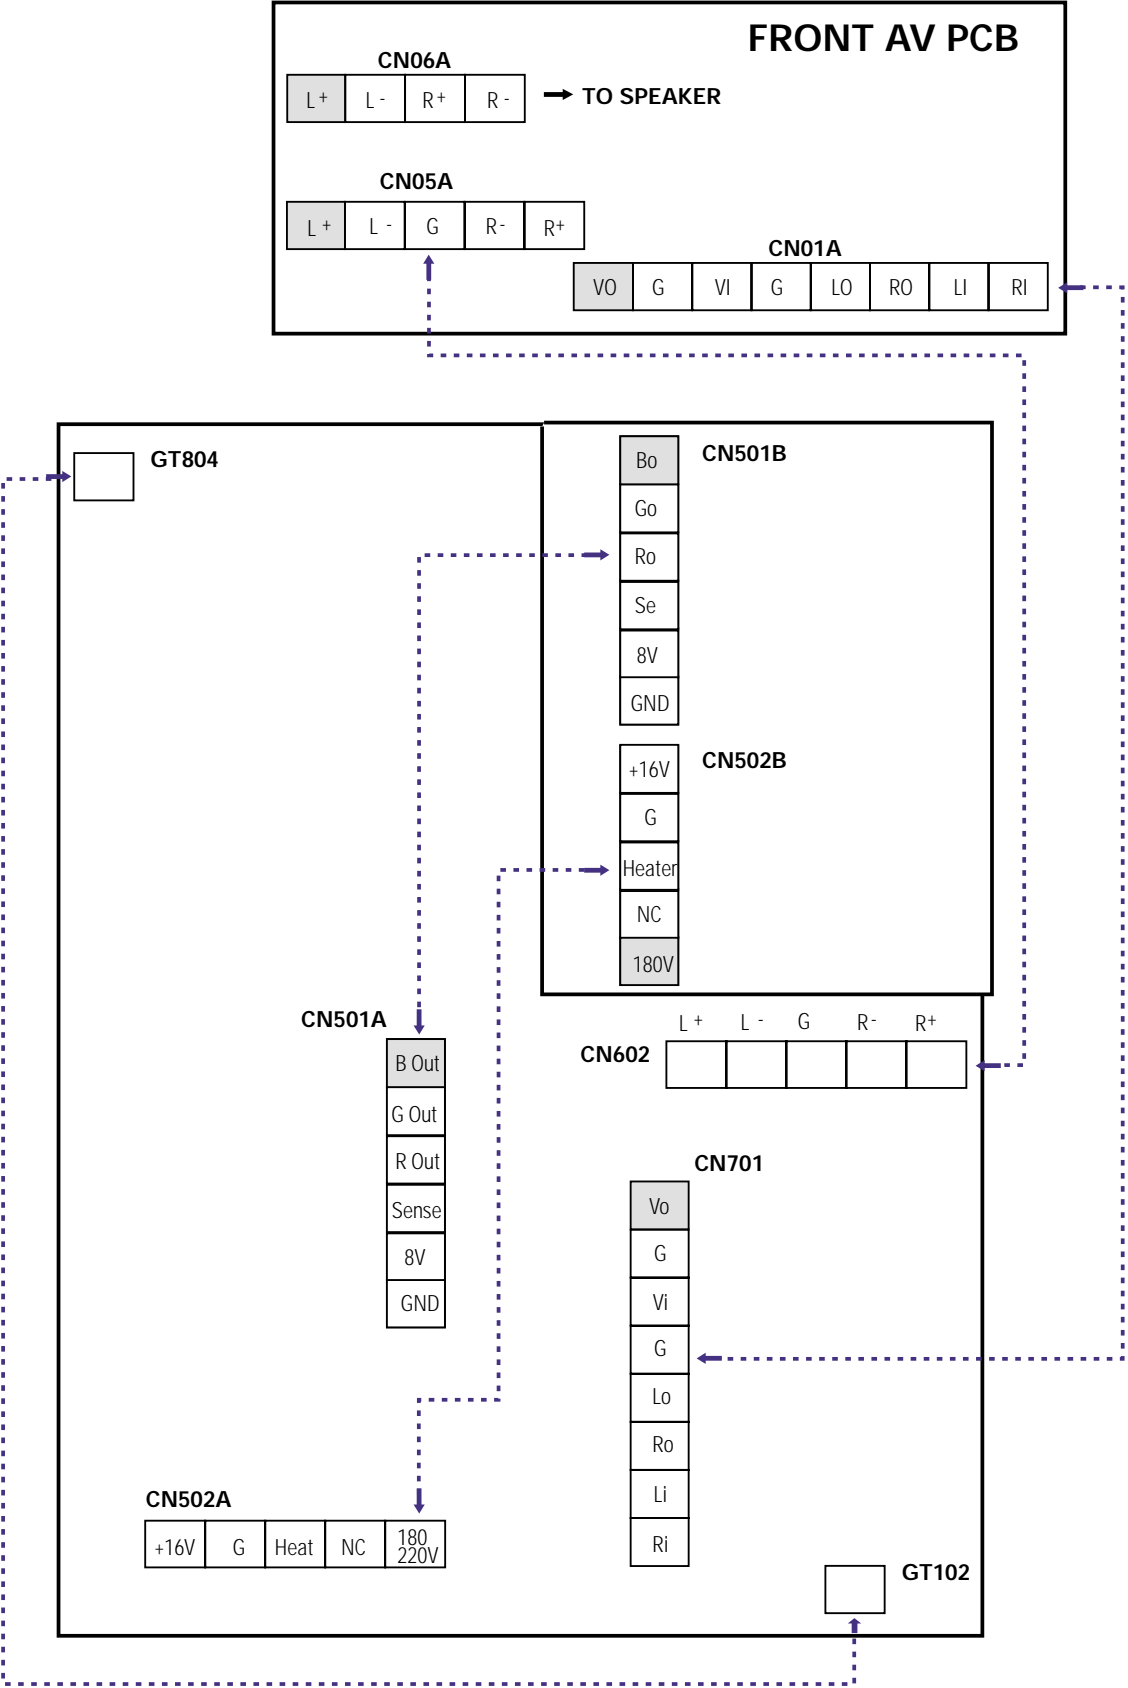 FRONT AV PCB
CN06A
L + L - R + R - TO SPEAKER
CN05A
L + L - G R - R+
CN01A
VO G VI G LO RO LI RI
GT804
CN501B
Bo
Go
Ro
Se
8V
GND
CN502B
+16V
G
Heater
NC
180V
CN501A
B Out
G Out
R Out
Sense
8V
GND
L + L - G R - R+
CN602
CN701
Vo
G
Vi
G
Lo
Ro
Li
Ri
CN502A
+16V G Heat NC 180
220V
GT102